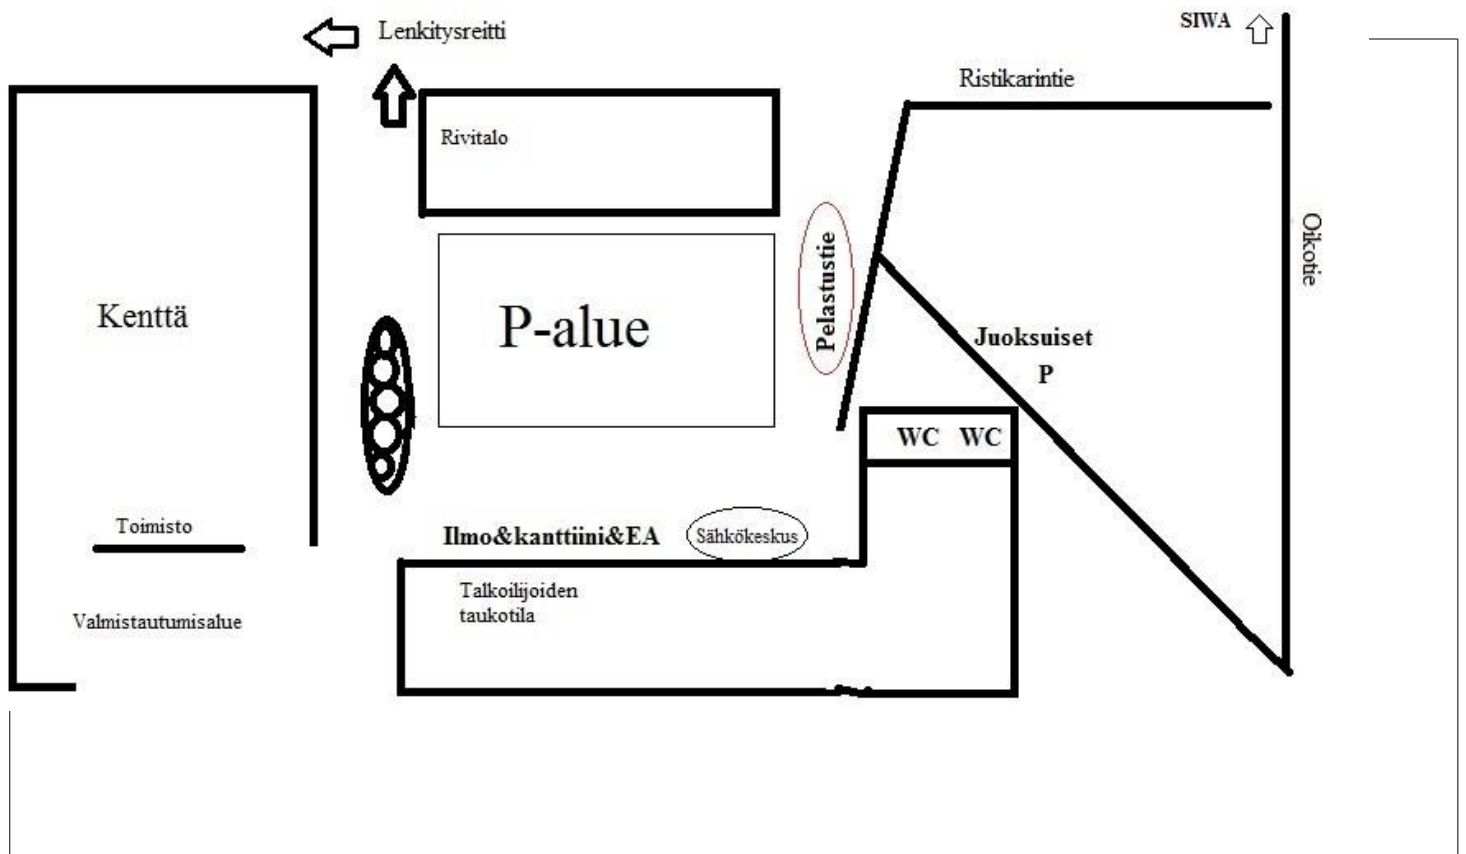 SIWA
Lenkitysreitti
Ristikarintie
Rivitalo
Oikotie
Pelastustie
Kenttä
P-alue
Juoksuiset
P
WC WC
Toimisto
Ilmo&kanttiini&EA
Sähkökeskus
Talkoilijoiden
taukotila
Valmistautumisalue